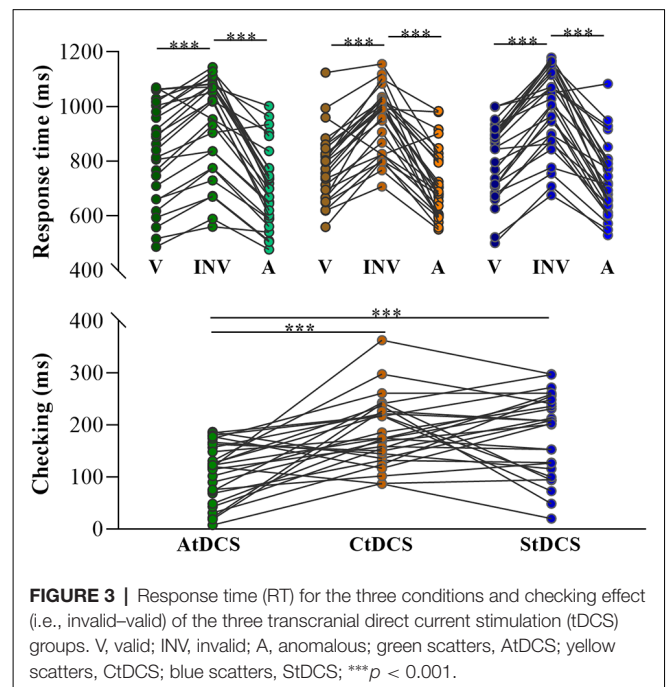 *** *** *** *** *** ***
1200
1000
800
600
400
Response time (ms)
V INV A V INV A V INV A
***
***
400
300
200
100
0
Checking (ms)
AtDCS CtDCS StDCS
FIGURE 3 | Response time (RT) for the three conditions and checking effect
(i.e., invalid–valid) of the three transcranial direct current stimulation (tDCS)
groups. V, valid; INV, invalid; A, anomalous; green scatters, AtDCS; yellow
scatters, CtDCS; blue scatters, StDCS; ***p < 0.001.